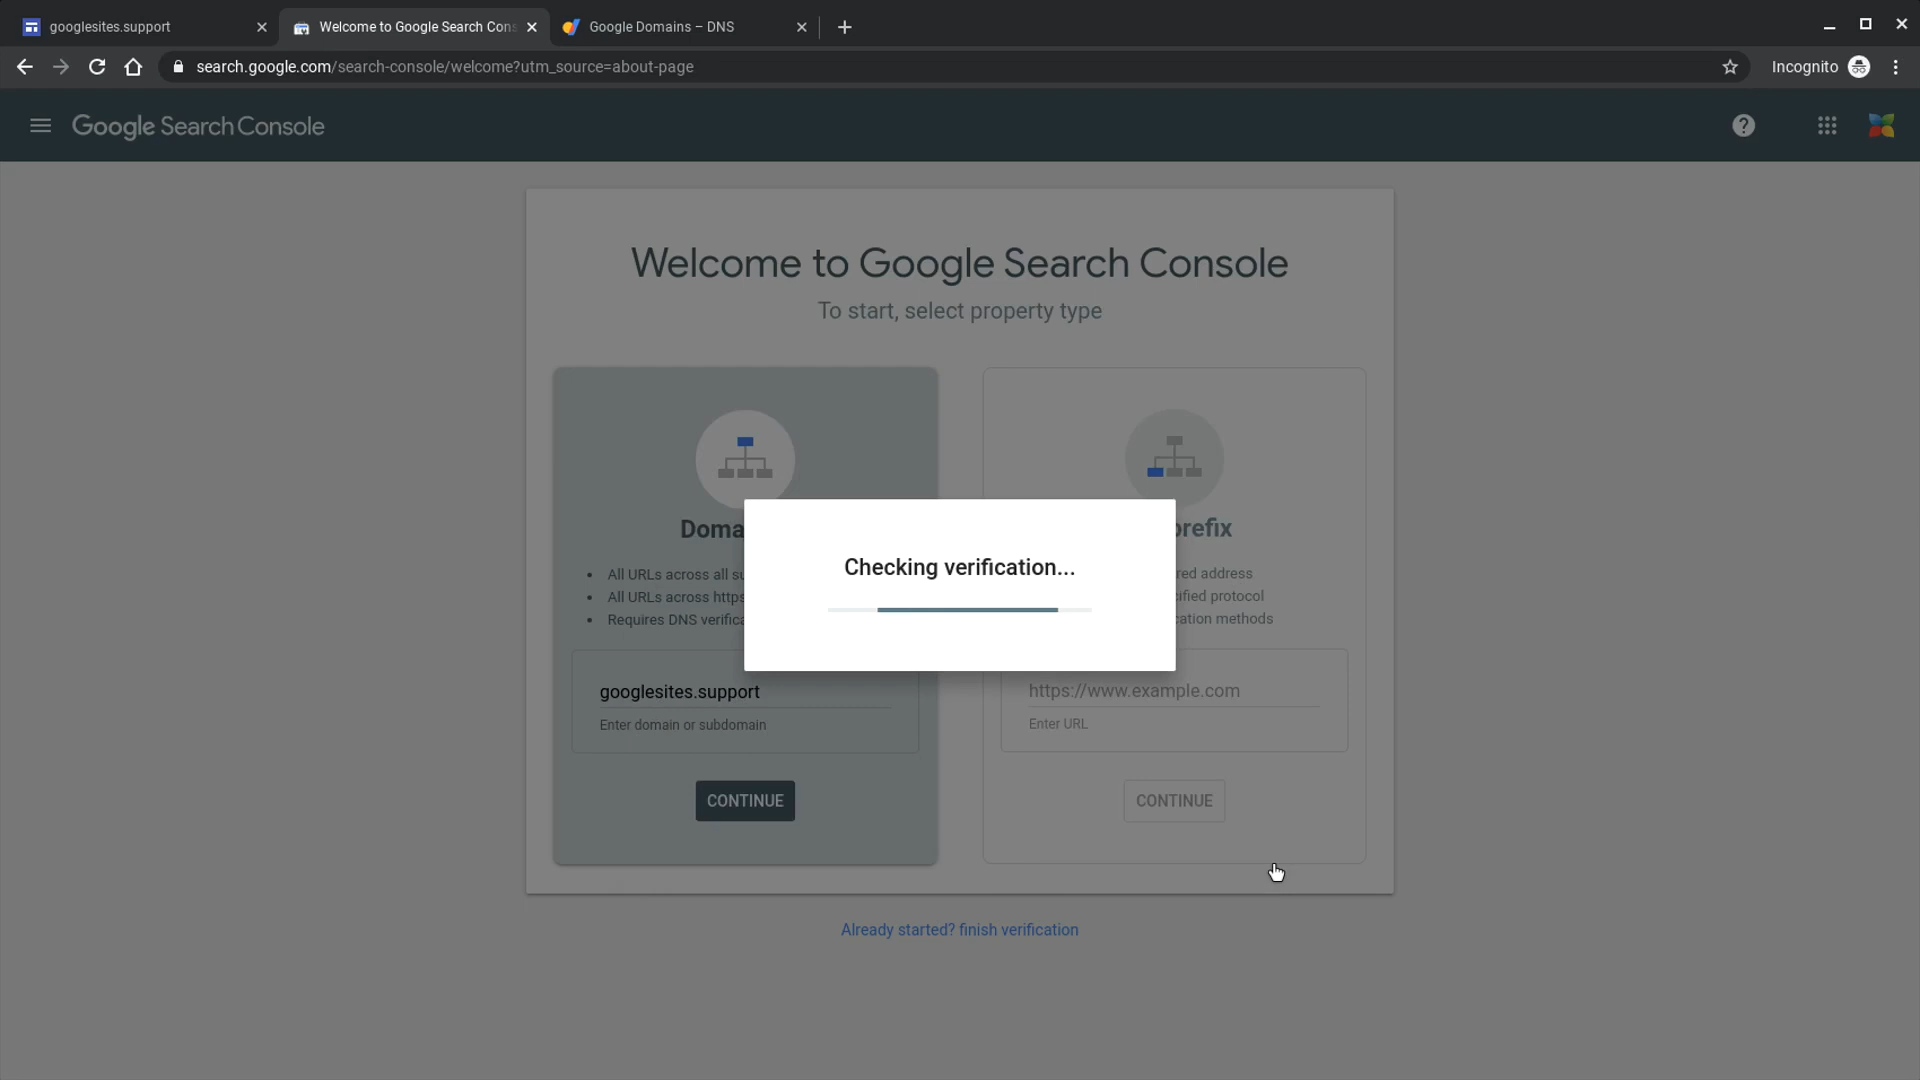 googlesites.support
Welcome to Google Search Cons
Google Domains – DNS
search.google.com/search-console/welcome?utm_source=about-page
Incognito
Google Search Console
Welcome to Google Search Console
To start, select property type
Doma
All URLs across all su
All URLs across https
Requires DNS verifica
googlesites.support
Enter domain or subdomain
CONTINUE
Checking verification...
prefix
red address
ified protocol
cation methods
https://www.example.com
Enter URL
CONTINUE
Already started? finish verification